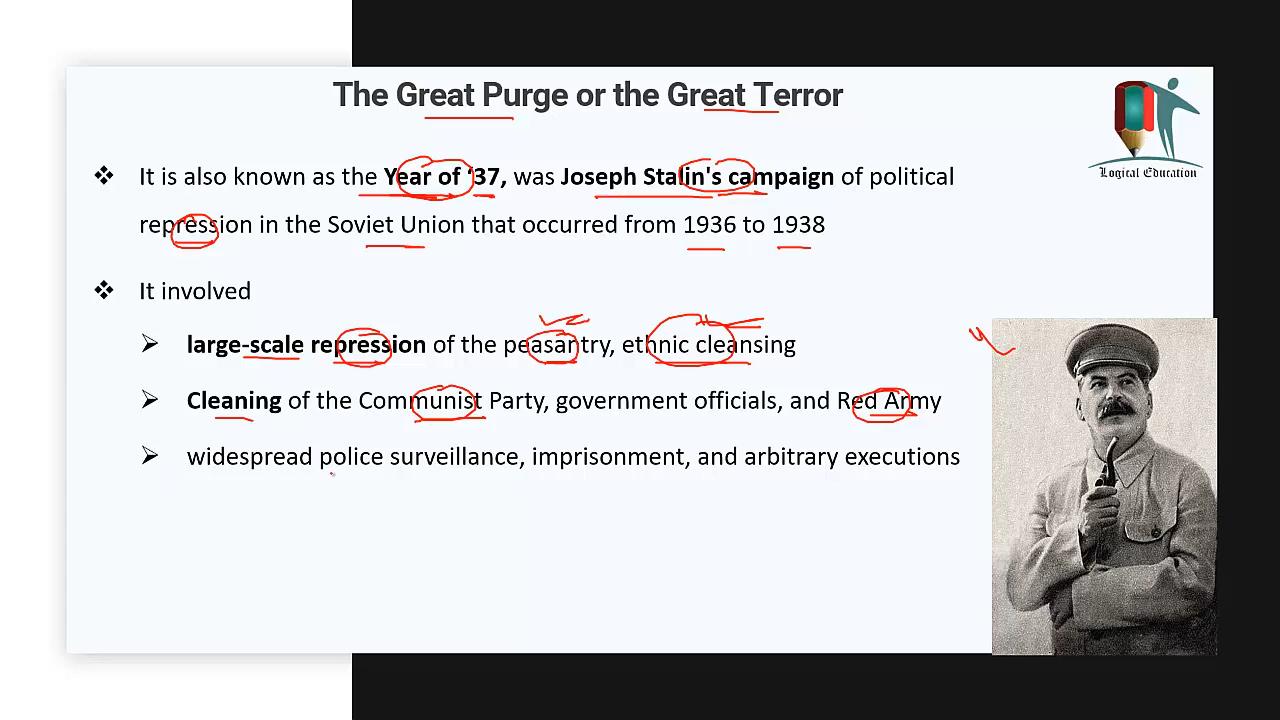 The Great Purge or the Great Terror
Logical Education
❖ It is also known as the Year of ‘37, was Joseph Stalin's campaign of political
repression in the Soviet Union that occurred from 1936 to 1938
❖ It involved
➢ large-scale repression of the peasantry, ethnic cleansing
➢ Cleaning of the Communist Party, government officials, and Red Army
➢ widespread police surveillance, imprisonment, and arbitrary executions